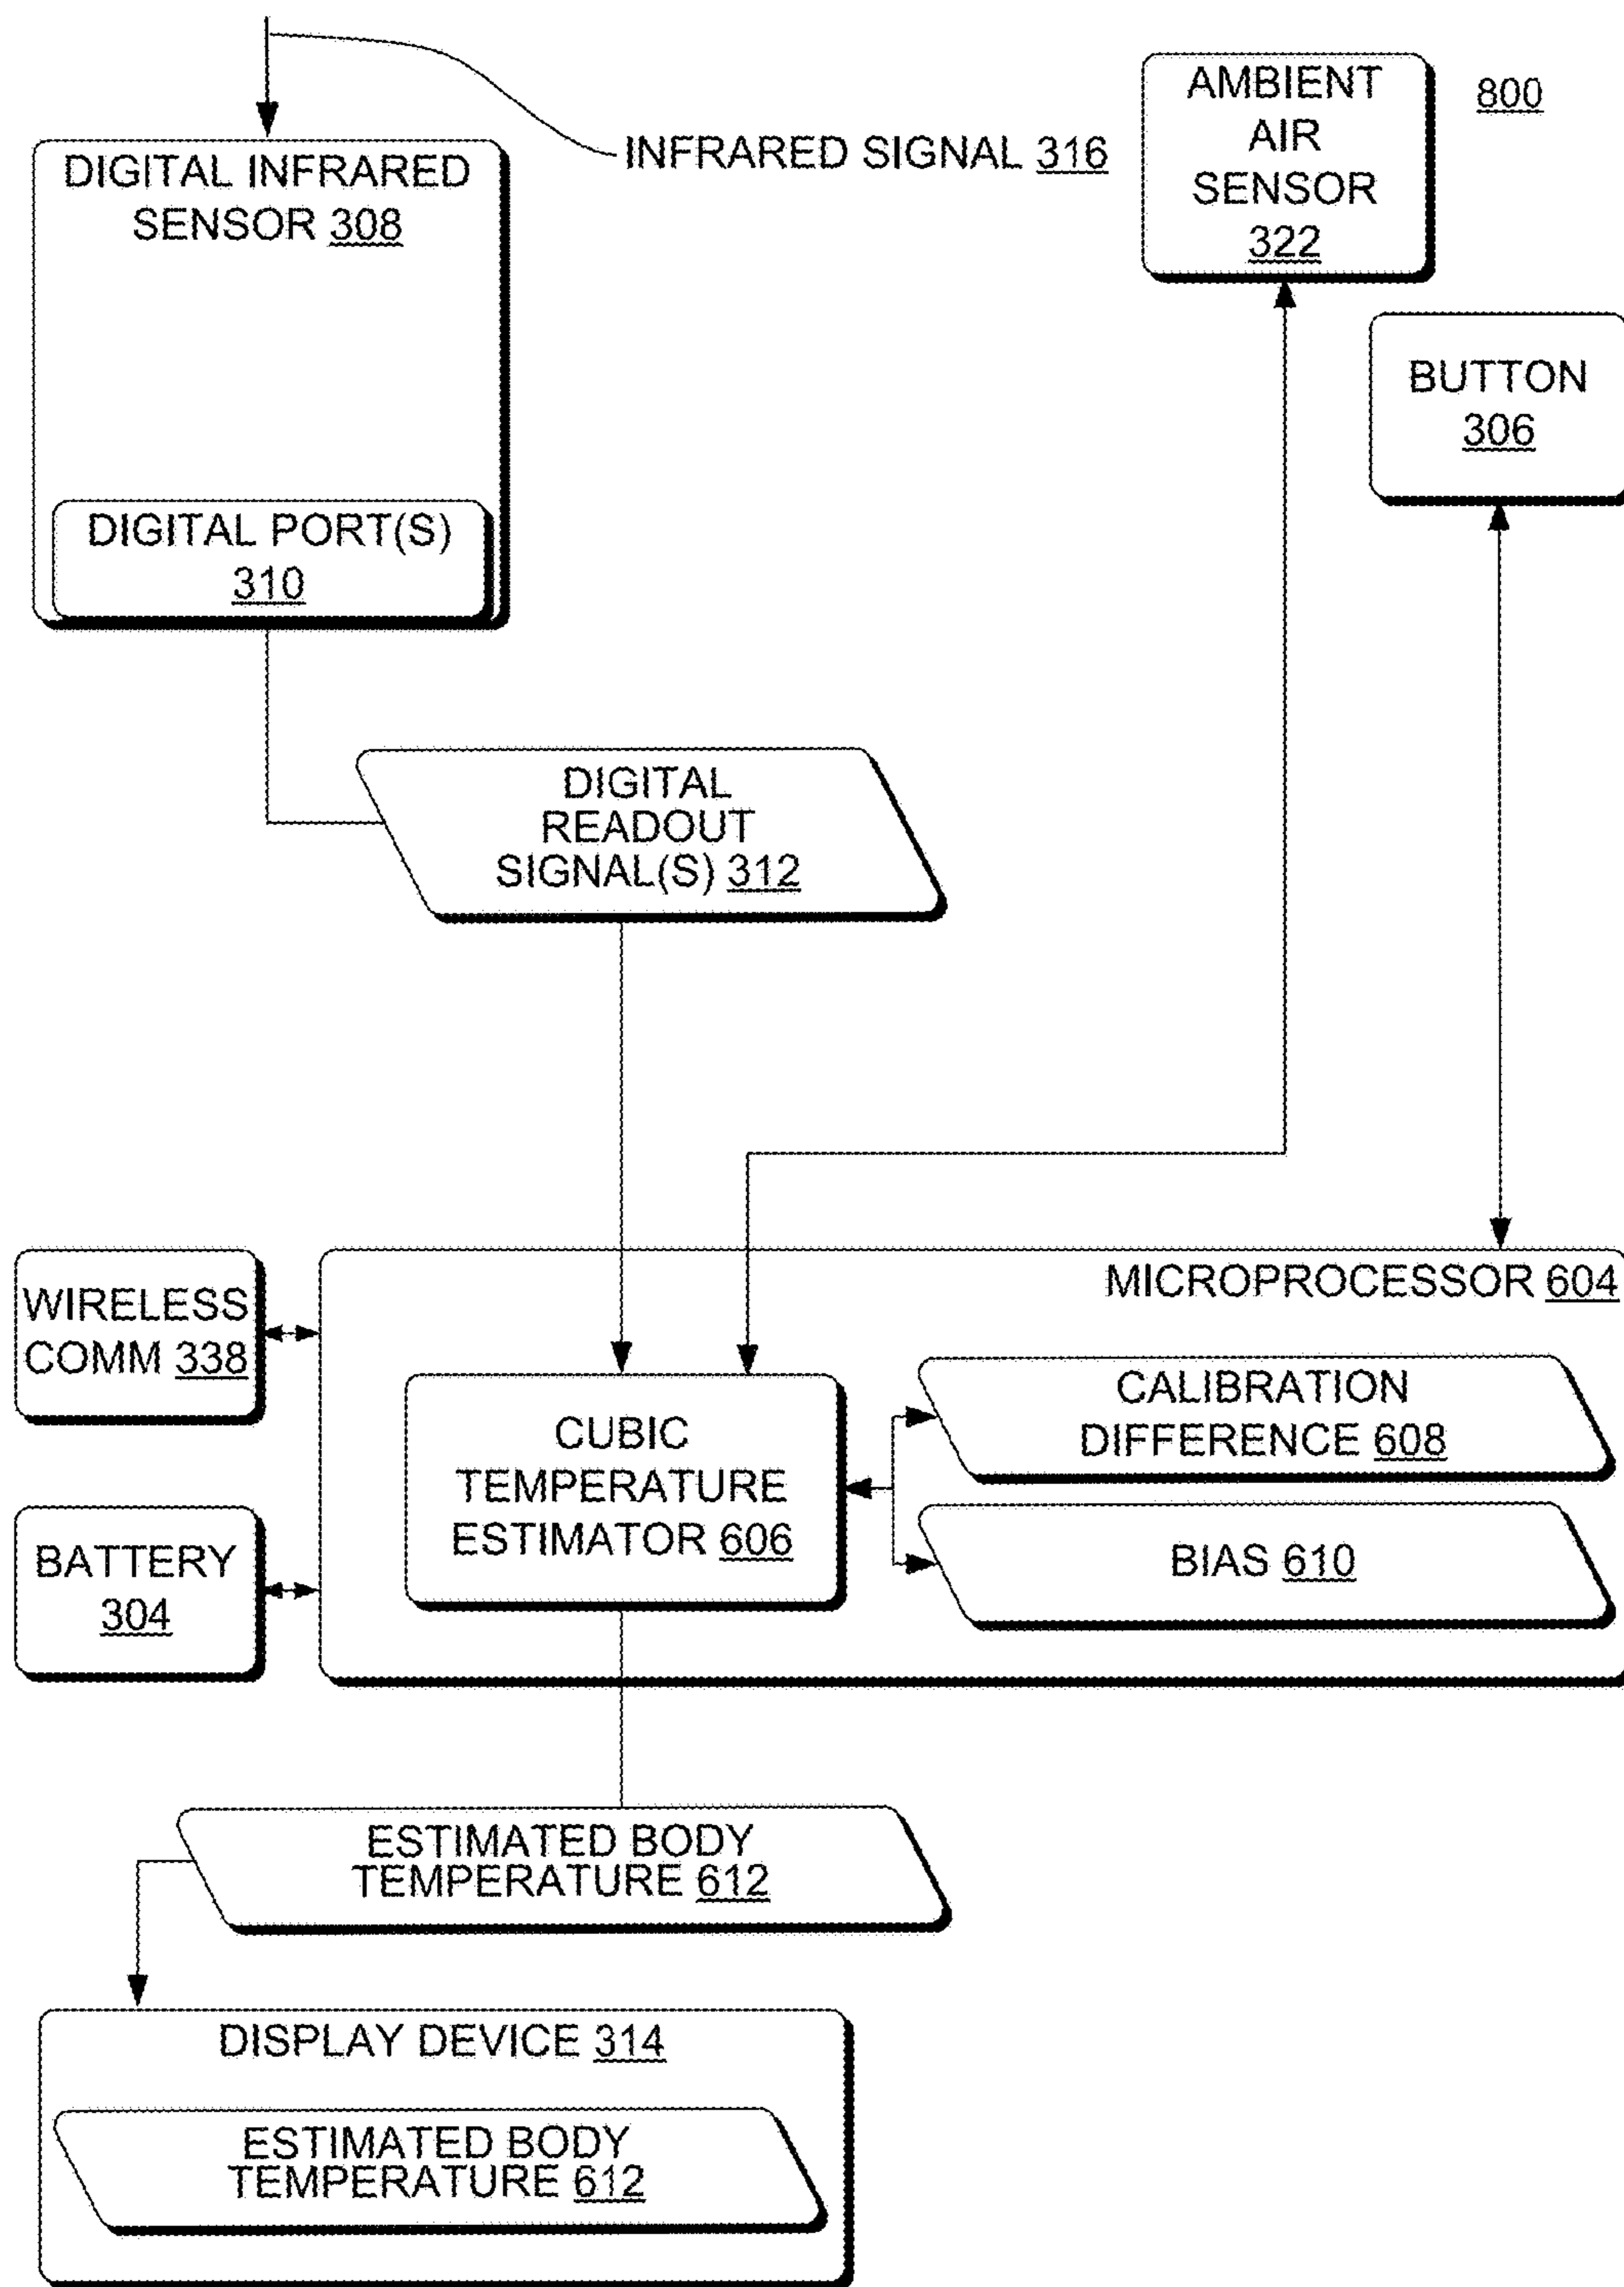 INFRARED SIGNAL 316
DIGITAL INFRARED
SENSOR 308
DIGITAL PORT(S)
310
AMBIENT
AIR
SENSOR
322
800
BUTTON
306
DIGITAL
READOUT
SIGNAL(S) 312
MICROPROCESSOR 604
WIRELESS
COMM 338
BATTERY
304
CUBIC
TEMPERATURE
ESTIMATOR 606
CALIBRATION
DIFFERENCE 608
BIAS 610
ESTIMATED BODY
TEMPERATURE 612
DISPLAY DEVICE 314
ESTIMATED BODY
TEMPERATURE 612